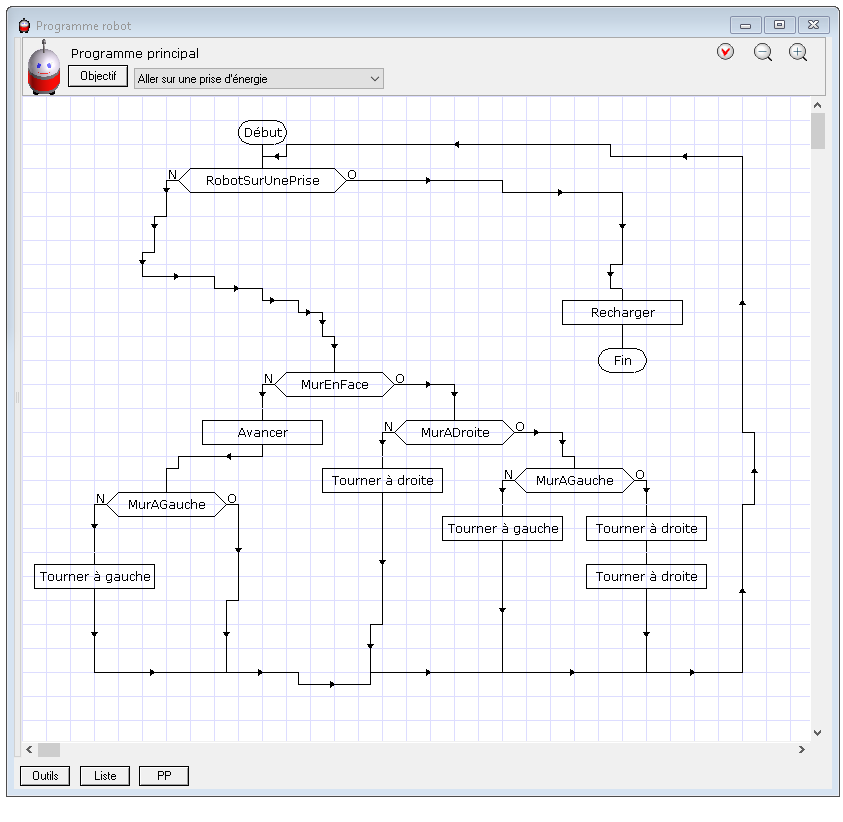 Programme robot
Programme principal
Objectif
Aller sur une prise d'énergie
Début
N
RobotSurUnePrise
O
Recharger
Fin
N
MurEnFace
O
Avancer
N
MurADroite
O
Tourner à droite
N
MurAGauche
O
N
MurAGauche
O
Tourner à gauche
Tourner à droite
Tourner à gauche
Tourner à droite
Outils
Liste
PP